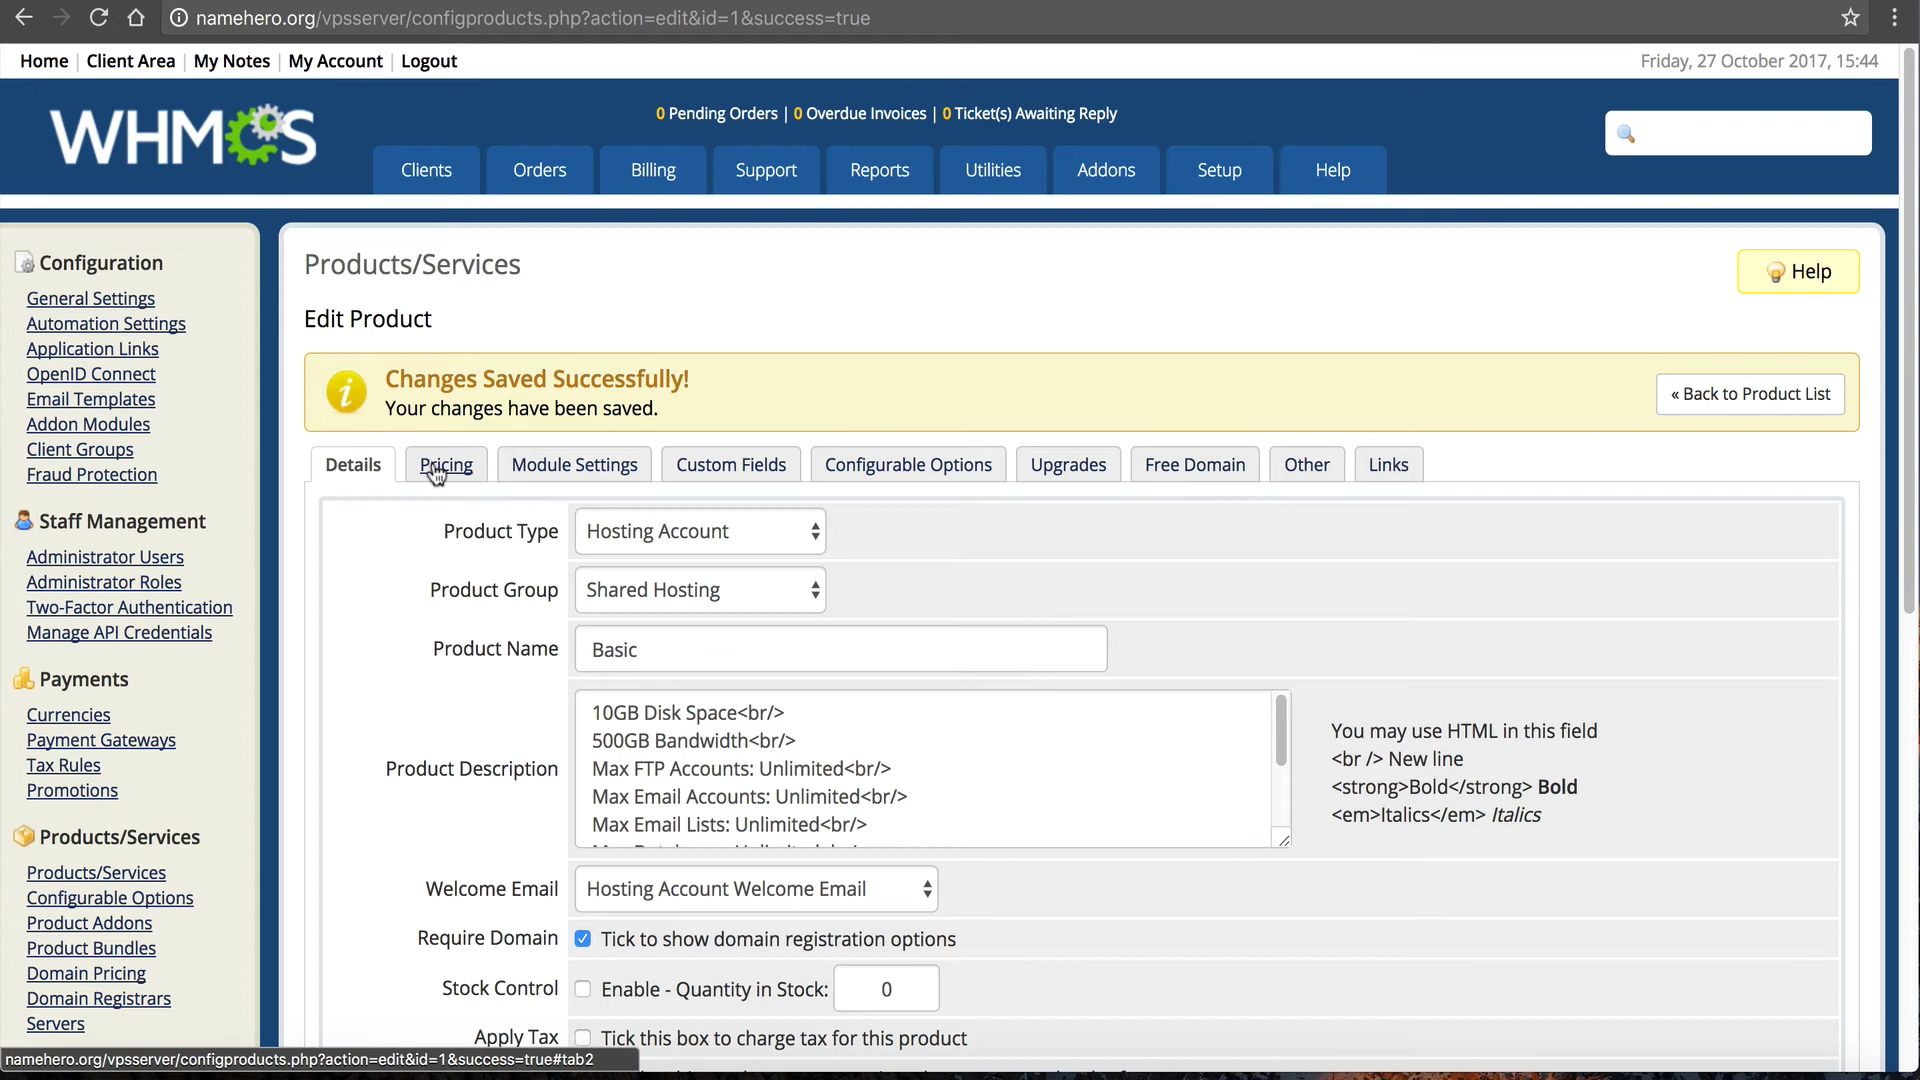 namehero.org/vpsserver/configproducts.php?action=edit&id=1&success=true
Home | Client Area | My Notes | My Account | Logout
Friday, 27 October 2017, 15:44
WHMCS
0 Pending Orders | 0 Overdue Invoices | 0 Ticket(s) Awaiting Reply
Clients Orders Billing Support Reports Utilities Addons Setup Help
Configuration
General Settings
Automation Settings
Application Links
OpenID Connect
Email Templates
Addon Modules
Client Groups
Fraud Protection
Staff Management
Administrator Users
Administrator Roles
Two-Factor Authentication
Manage API Credentials
Payments
Currencies
Payment Gateways
Tax Rules
Promotions
Products/Services
Products/Services
Configurable Options
Product Addons
Product Bundles
Domain Pricing
Domain Registrars
Servers
Products/Services
Help
Edit Product
Changes Saved Successfully!
Your changes have been saved.
« Back to Product List
Details Pricing Module Settings Custom Fields Configurable Options Upgrades Free Domain Other Links
Product Type Hosting Account
Product Group Shared Hosting
Product Name Basic
Product Description
10GB Disk Space<br/>
500GB Bandwidth<br/>
Max FTP Accounts: Unlimited<br/>
Max Email Accounts: Unlimited<br/>
Max Email Lists: Unlimited<br/>
You may use HTML in this field
<br /> New line
<strong>Bold</strong> Bold
<em>Italics</em> Italics
Welcome Email Hosting Account Welcome Email
Require Domain Tick to show domain registration options
Stock Control Enable - Quantity in Stock: 0
Apply Tax Tick this box to charge tax for this product
namehero.org/vpsserver/configproducts.php?action=edit&id=1&success=true#tab2